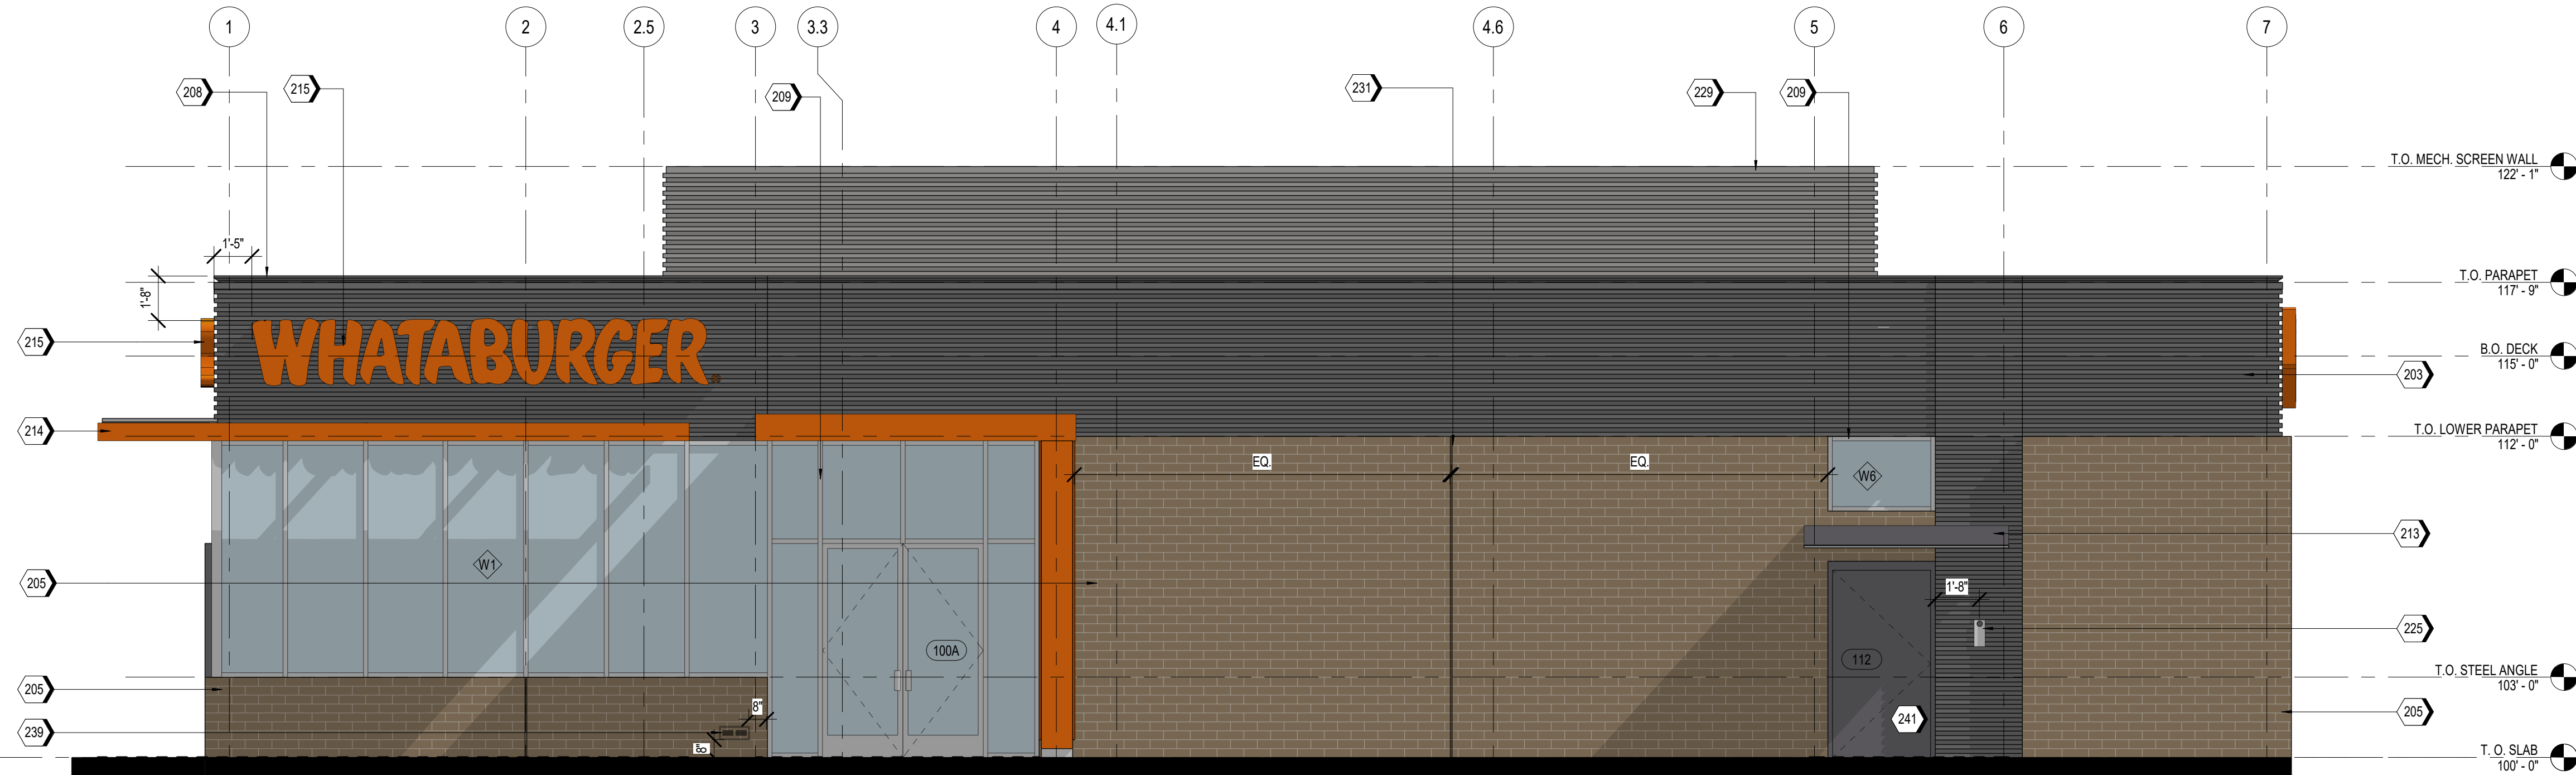 1
2
2.5
3
3.3
4
4.1
4.6
5
6
7
208
215
209
231
229
209
T.O. MECH. SCREEN WALL
122' - 1"
1'-5"
1'-8"
T.O. PARAPET
117' - 9"
215
WHATABURGER®
B.O. DECK
115' - 0"
203
214
T.O. LOWER PARAPET
112' - 0"
EQ.
EQ.
W6
213
W1
205
1'-8"
225
100A
112
T.O. STEEL ANGLE
103' - 0"
205
8"
241
205
239
8"
T. O. SLAB
100' - 0"